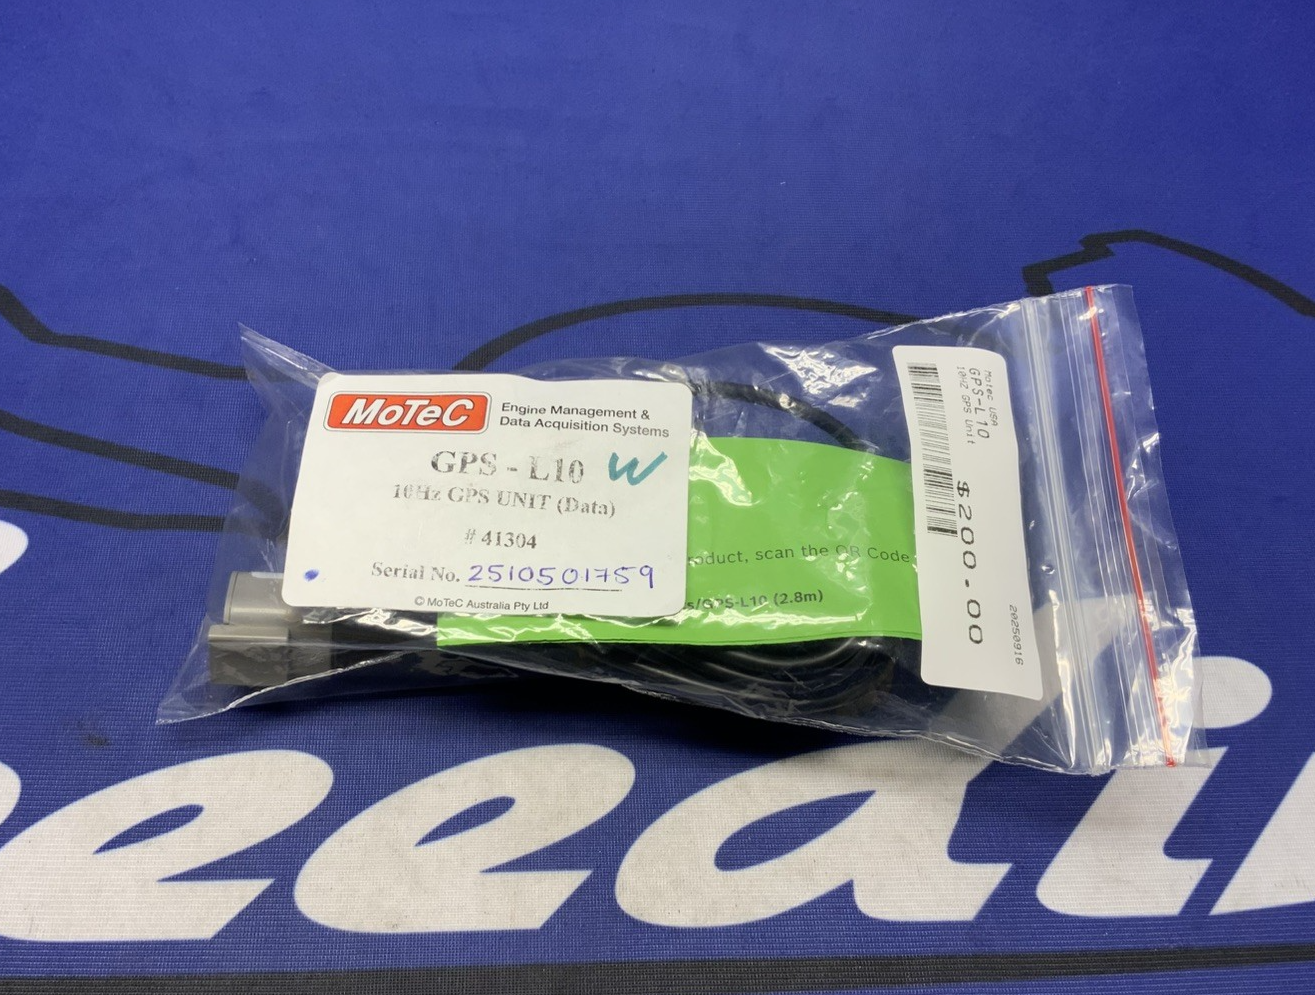 MoTeC
Engine Management &
Data Acquisition Systems
GPS - L10 W
10Hz GPS UNIT (Data)
# 41304
Serial No. 2510501759
© MoTeC Australia Pty Ltd
product, scan the QR Code
s/GPS-L10 (2.8m)
Motec USA
GPS-L10
10HZ GPS Unit
$200.00
20250916